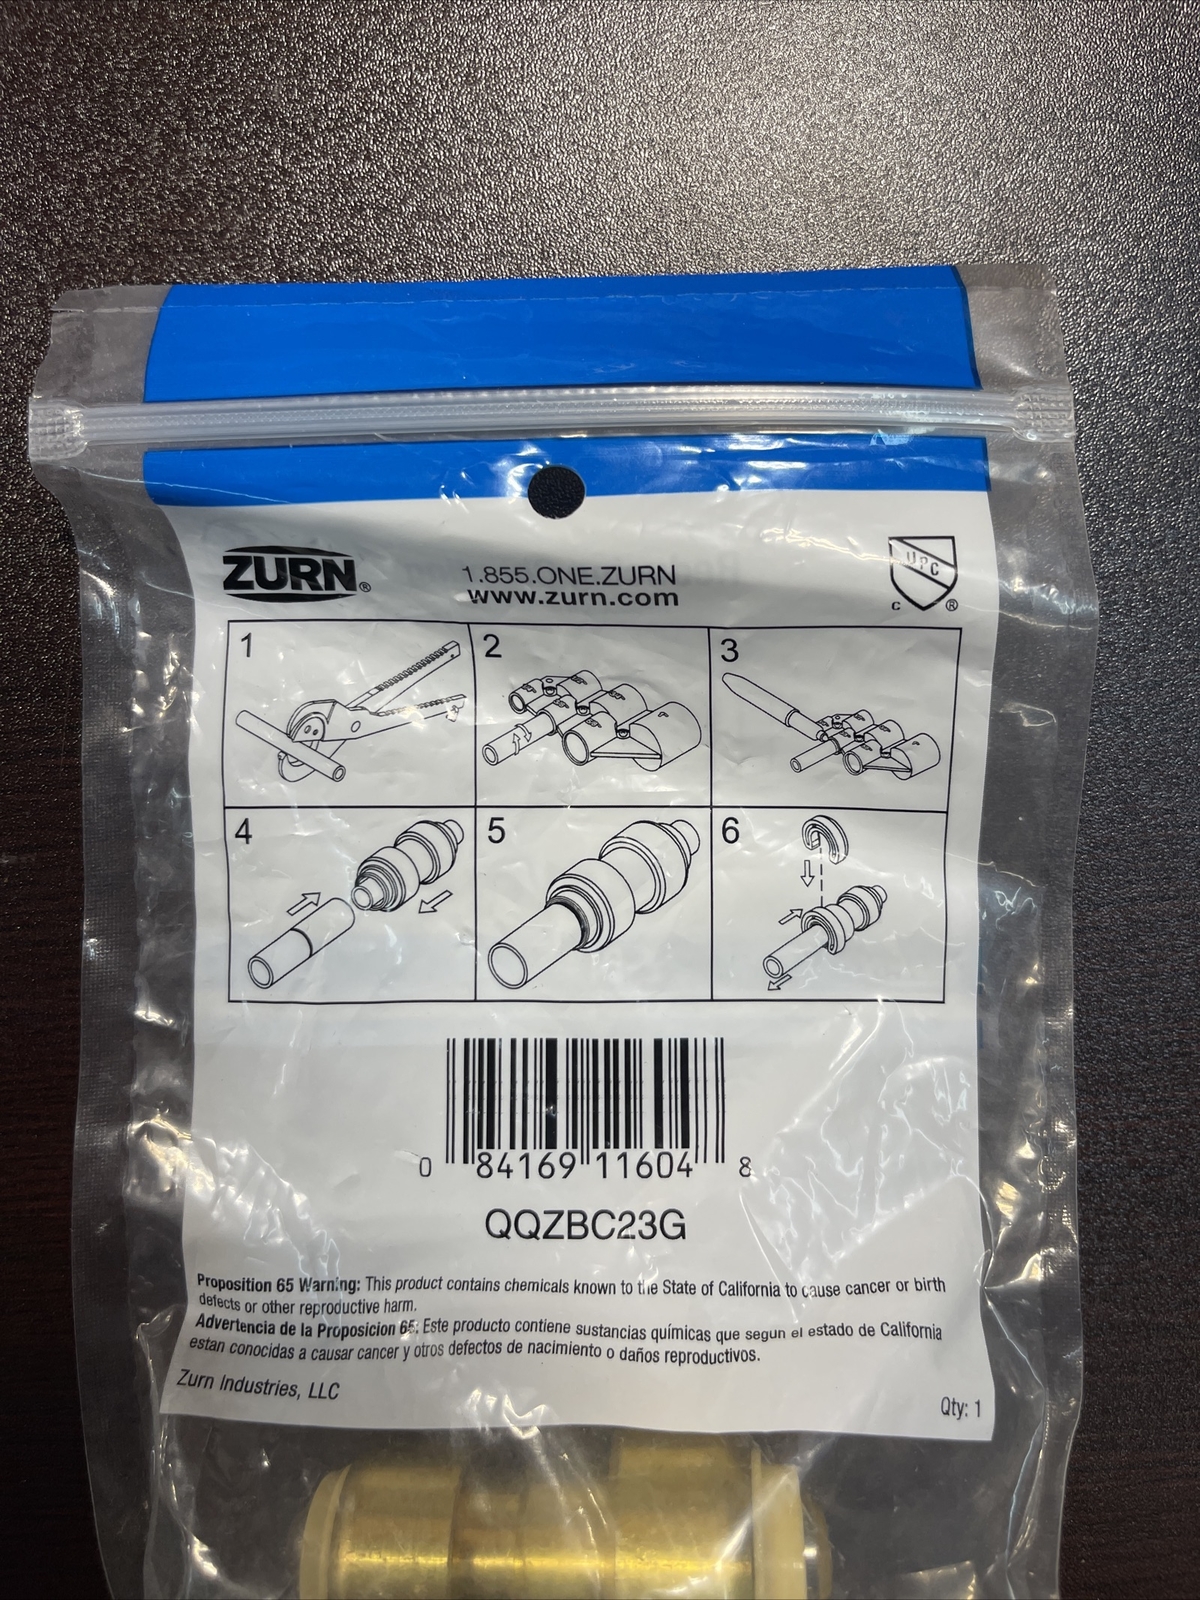 ZURN®
1.855.ONE.ZURN
www.zurn.com
UPC
C ®
1
2
3
4
5
6
0 84169 11604 8
QQZBC23G
Proposition 65 Warning: This product contains chemicals known to the State of California to cause cancer or birth
defects or other reproductive harm.
Advertencia de la Proposicion 65: Este producto contiene sustancias químicas que segun el estado de California
estan conocidas a causar cancer y otros defectos de nacimiento o daños reproductivos.
Zurn Industries, LLC
Qty: 1